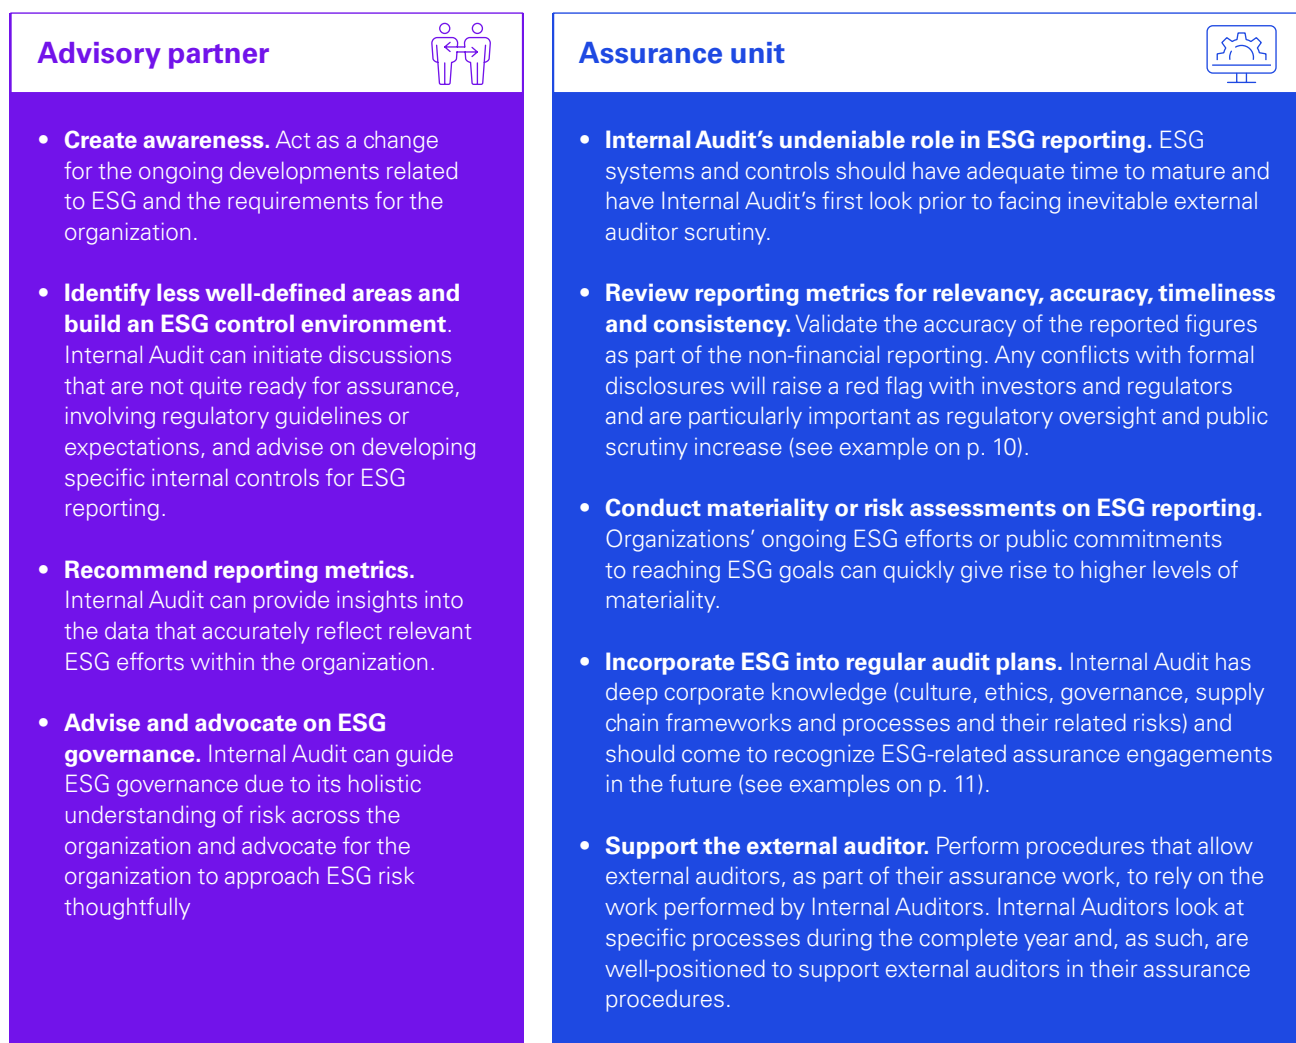 Advisory partner
• Create awareness. Act as a change
for the ongoing developments related
to ESG and the requirements for the
organization.
• Identify less well-defined areas and
build an ESG control environment.
Internal Audit can initiate discussions
that are not quite ready for assurance,
involving regulatory guidelines or
expectations, and advise on developing
specific internal controls for ESG
reporting.
• Recommend reporting metrics.
Internal Audit can provide insights into
the data that accurately reflect relevant
ESG efforts within the organization.
• Advise and advocate on ESG
governance. Internal Audit can guide
ESG governance due to its holistic
understanding of risk across the
organization and advocate for the
organization to approach ESG risk
thoughtfully
Assurance unit
• Internal Audit's undeniable role in ESG reporting. ESG
systems and controls should have adequate time to mature and
have Internal Audit's first look prior to facing inevitable external
auditor scrutiny.
• Review reporting metrics for relevancy, accuracy, timeliness
and consistency. Validate the accuracy of the reported figures
as part of the non-financial reporting. Any conflicts with formal
disclosures will raise a red flag with investors and regulators
and are particularly important as regulatory oversight and public
scrutiny increase (see example on p. 10).
• Conduct materiality or risk assessments on ESG reporting.
Organizations' ongoing ESG efforts or public commitments
to reaching ESG goals can quickly give rise to higher levels of
materiality.
• Incorporate ESG into regular audit plans. Internal Audit has
deep corporate knowledge (culture, ethics, governance, supply
chain frameworks and processes and their related risks) and
should come to recognize ESG-related assurance engagements
in the future (see examples on p. 11).
• Support the external auditor. Perform procedures that allow
external auditors, as part of their assurance work, to rely on the
work performed by Internal Auditors. Internal Auditors look at
specific processes during the complete year and, as such, are
well-positioned to support external auditors in their assurance
procedures.